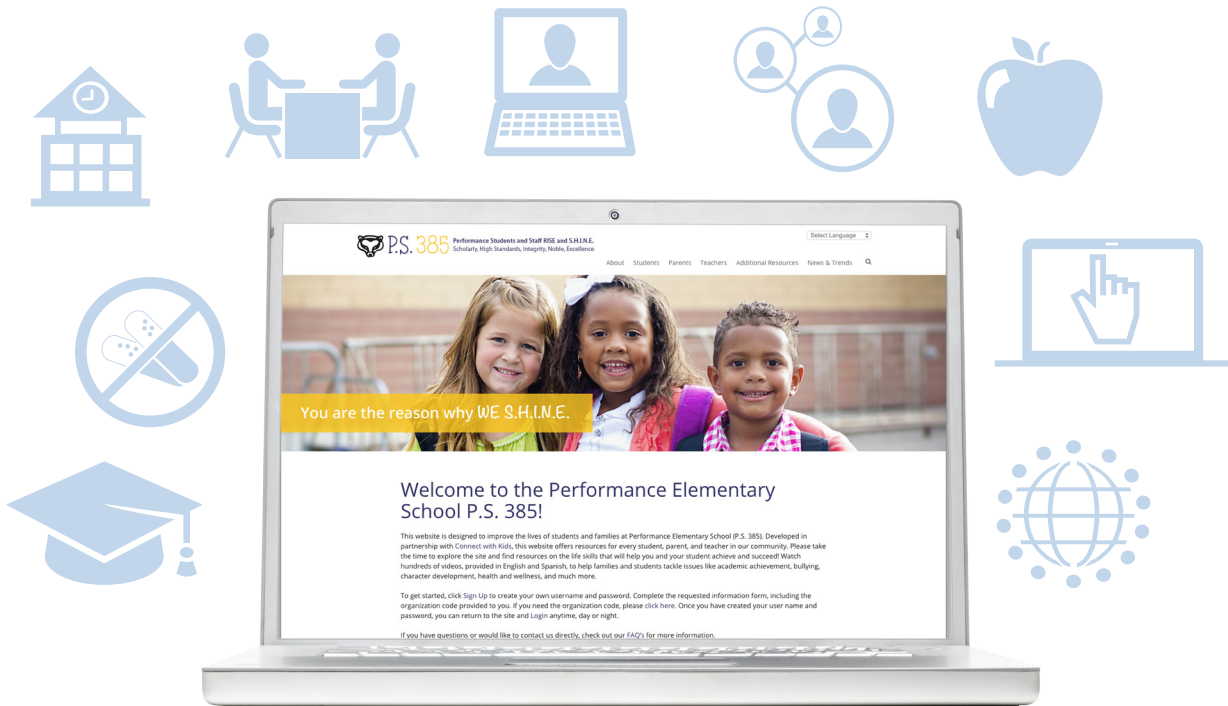 P.S. 385
Performance Students and Staff RISE and S.H.I.N.E.
Scholarly, High Standards, Integrity, Noble, Excellence
Select Language
About Students Parents Teachers Additional Resources News & Trends
You are the reason why WE S.H.I.N.E.
Welcome to the Performance Elementary
School P.S. 385!
This website is designed to improve the lives of students and families at Performance Elementary School (P.S. 385). Developed in
partnership with Connect with Kids, this website offers resources for every student, parent, and teacher in our community. Please take
the time to explore the site and find resources on the life skills that will help you and your student achieve and succeed! Watch
hundreds of videos, provided in English and Spanish, to help families and students tackle issues like academic achievement, bullying,
character development, health and wellness, and much more.
To get started, click Sign Up to create your own username and password. Complete the requested information form, including the
organization code provided to you. If you need the organization code, please click here. Once you have created your user name and
password, you can return to the site and Login anytime, day or night.
If you have questions or would like to contact us directly, check out our FAQ's for more information.